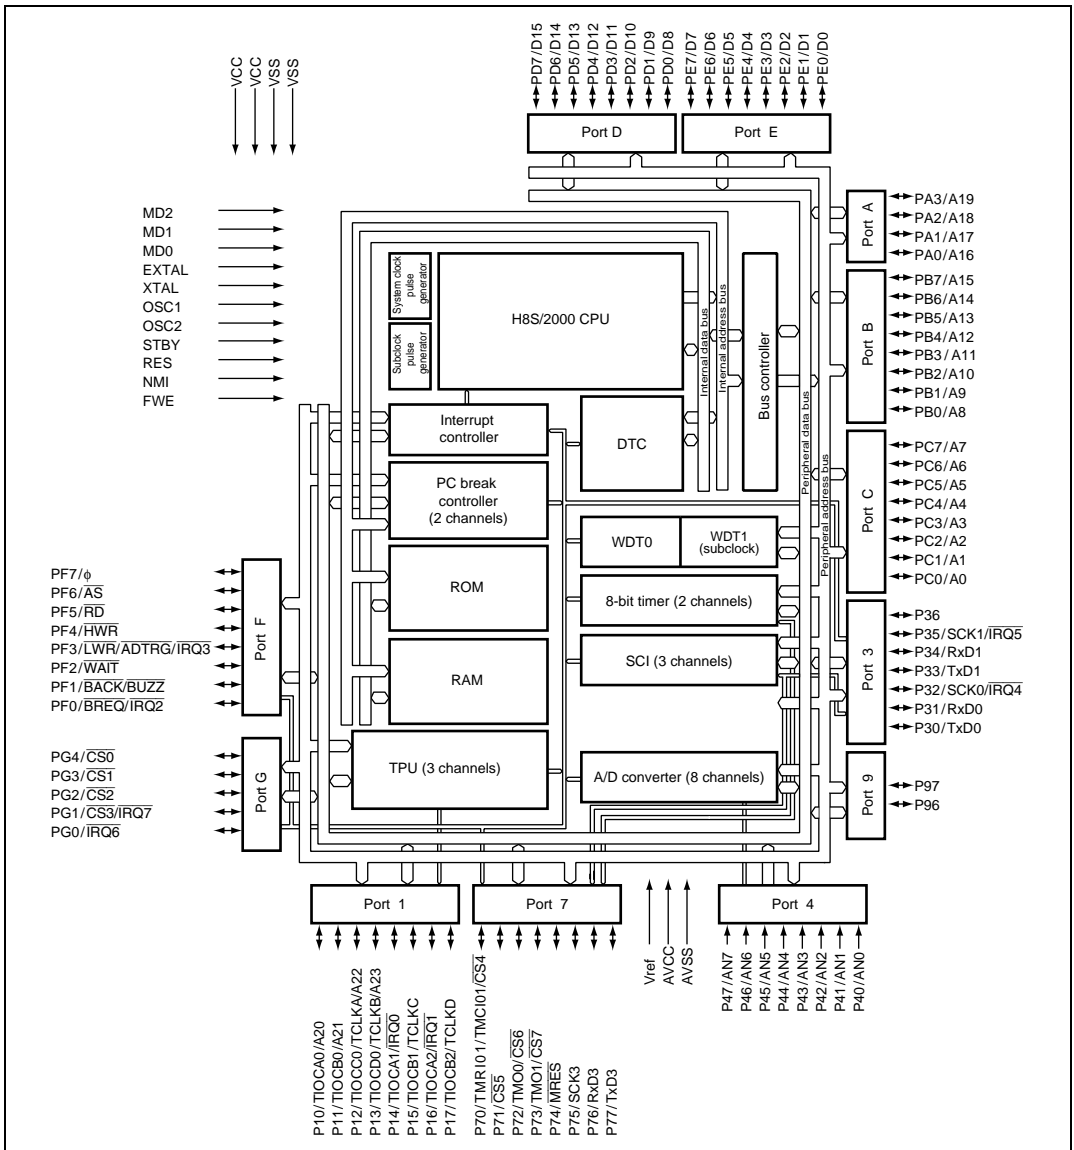 VCC
VCC
VSS
VSS
PD7/D15
PD6/D14
PD5/D13
PD4/D12
PD3/D11
PD2/D10
PD1/D9
PD0/D8
PE7/D7
PE6/D6
PE5/D5
PE4/D4
PE3/D3
PE2/D2
PE1/D1
PE0/D0
Port D
Port E
MD2
MD1
MD0
EXTAL
XTAL
OSC1
OSC2
STBY
RES
NMI
FWE
System clock
pulse
generator
Subclock
pulse
generator
H8S/2000 CPU
Internal data bus
Internal address bus
Bus controller
Peripheral data bus
Peripheral address bus
Interrupt
controller
DTC
PC break
controller
(2 channels)
WDT0
WDT1
(subclock)
ROM
8-bit timer (2 channels)
SCI (3 channels)
RAM
TPU (3 channels)
A/D converter (8 channels)
Port A
PA3/A19
PA2/A18
PA1/A17
PA0/A16
Port B
PB7/A15
PB6/A14
PB5/A13
PB4/A12
PB3/A11
PB2/A10
PB1/A9
PB0/A8
Port C
PC7/A7
PC6/A6
PC5/A5
PC4/A4
PC3/A3
PC2/A2
PC1/A1
PC0/A0
Port 3
P36
P35/SCK1/IRQ5
P34/RxD1
P33/TxD1
P32/SCK0/IRQ4
P31/RxD0
P30/TxD0
Port 9
P97
P96
PF7/ϕ
PF6/AS
PF5/RD
PF4/HWR
PF3/LWR/ADTRG/IRQ3
PF2/WAIT
PF1/BACK/BUZZ
PF0/BREQ/IRQ2
Port F
PG4/CS0
PG3/CS1
PG2/CS2
PG1/CS3/IRQ7
PG0/IRQ6
Port G
Port 1
Port 7
Port 4
P10/TIOCA0/A20
P11/TIOCB0/A21
P12/TIOCC0/TCLKA/A22
P13/TIOCD0/TCLKB/A23
P14/TIOCA1/IRQ0
P15/TIOCB1/TCLKC
P16/TIOCA2/IRQ1
P17/TIOCB2/TCLKD
P70/TMRI01/TMCI01/CS4
P71/CS5
P72/TMO0/CS6
P73/TMO1/CS7
P74/MRES
P75/SCK3
P76/RxD3
P77/TxD3
Vref
AVCC
AVSS
P47/AN7
P46/AN6
P45/AN5
P44/AN4
P43/AN3
P42/AN2
P41/AN1
P40/AN0